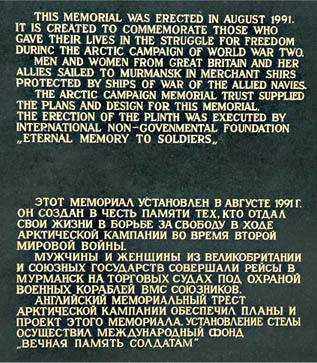 THIS MEMORIAL WAS ERECTED IN AUGUST 1991.
IT IS CREATED TO COMMEMORATE THOSE WHO
GAVE THEIR LIVES IN THE STRUGGLE FOR FREEDOM
DURINC THE ARCTIC CAMPAIGN OF WORLD WAR TWO.
MEN AND WOMEN FROM GREAT BRITAIN AND HER
ALLIES SAILED TO MURMANSK IN MERCHANT SHIRS
PROTECTED BY SHIPS OF WAR OF THE ALLIED NAVIES.
THE ARCTIC CAMPAIGN MEMORIAL TRUST SUPPLIED
THE PLANS AND DESIGN FOR THIS MEMORIAL.
THE ERECTION OF THE PLINTH WAS EXECUTED BY
INTERNATIONAL NON-GOVENMENTAL FOUNDATION
„ETERNAL MEMORY TO SOLDIERS„
ЭТОТ МЕМОРИАЛ УСТАНОВЛЕН В АВГУСТЕ 1991 Г.
ОН СОЗДАН В ЧЕСТЬ ПАМЯТИ ТЕХ, КТО ОТДАЛ
СВОИ ЖИЗНИ В БОРЬБЕ ЗА СВОБОДУ В ХОДЕ
АРКТИЧЕСКОЙ КАМПАНИИ ВО ВРЕМЯ ВТОРОЙ
МИРОВОЙ ВОЙНЫ.
МУЖЧИНЫ И ЖЕНЩИНЫ ИЗ ВЕЛИКОБРИТАНИИ
И СОЮЗНЫХ ГОСУДАРСТВ СОВЕРШАЛИ РЕЙСЫ В
МУРМАНСК НА ТОРГОВЫХ СУДАХ ПОД ОХРАНОЙ
ВОЕННЫХ КОРАБЛЕЙ ВМС СОЮЗНИКОВ.
АНГЛИЙСКИЙ МЕМОРИАЛЬНЫЙ ТРЕСТ
АРКТИЧЕСКОЙ КАМПАНИИ ОБЕСПЕЧИЛ ПЛАНЫ И
ПРОЕКТ ЭТОГО МЕМОРИАЛА. УСТАНОВЛЕНИЕ СТЕЛЫ
ОСУЩЕСТВИЛ МЕЖДУНАРОДНЫЙ ФОНД
„ВЕЧНАЯ ПАМЯТЬ СОЛДАТАМ"